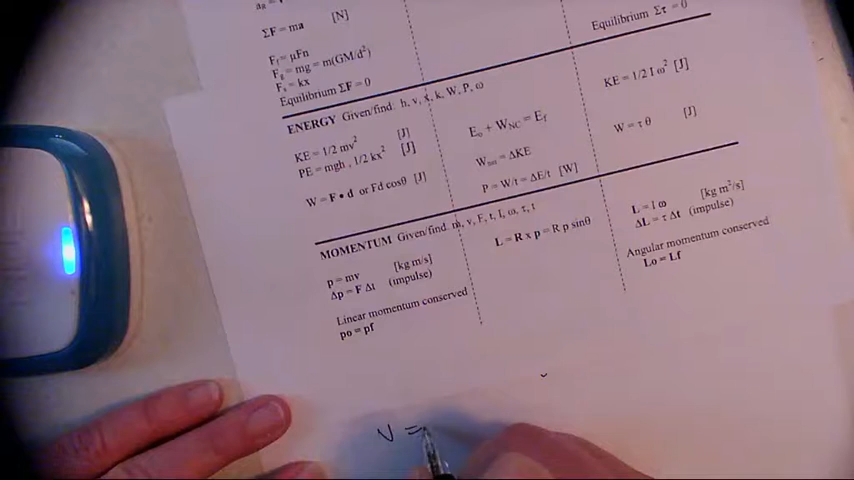 ΣF = ma [N]
Ff = μFn
Fg = mg = m(GM/d²)
Fs = kx
Equilibrium ΣF = 0
Equilibrium Στ = 0
ENERGY Given/find: h, v, x, k, W, P, ω
KE = 1/2 mv² [J]
PE = mgh , 1/2 kx² [J]
W = F • d or Fd cosθ [J]
Eo + WNC = Ef
Wnet = ΔKE
P = W/t = ΔE/t [W]
KE = 1/2 I ω² [J]
W = τ θ [J]
MOMENTUM Given/find. m, v, F, t, I, ω, τ, t
p = mv [kg m/s]
Δp = F Δt (impulse)
Linear momentum conserved
po = pf
L = R x p = R p sinθ
L = I ω [kg m²/s]
ΔL = τ Δt (impulse)
Angular momentum conserved
Lo = Lf
V =